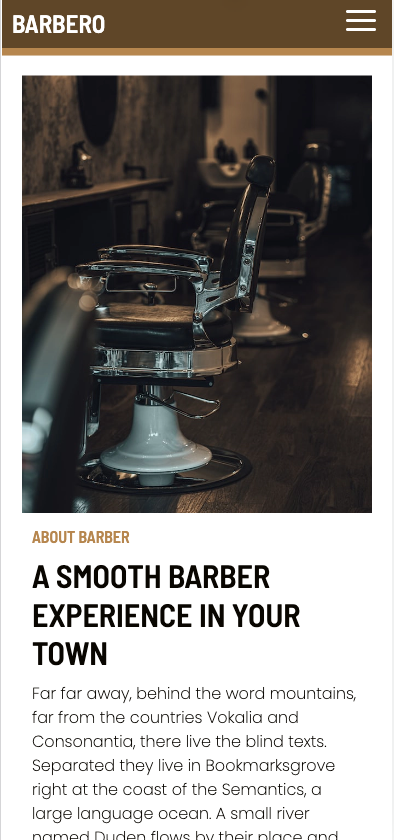 BARBERO
ABOUT BARBER
A SMOOTH BARBER
EXPERIENCE IN YOUR
TOWN
Far far away, behind the word mountains,
far from the countries Vokalia and
Consonantia, there live the blind texts.
Separated they live in Bookmarksgrove
right at the coast of the Semantics, a
large language ocean. A small river
named Duden flows by their place and